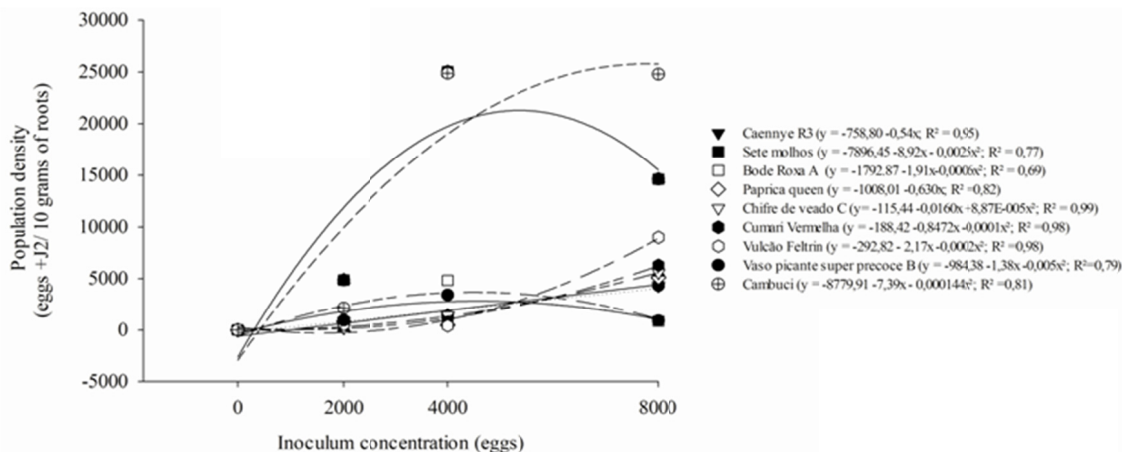 30000
25000
20000
15000
10000
5000
0
-5000
Population density
(eggs +J2/ 10 grams of roots)
0 2000 4000 8000
Inoculum concentration (eggs)
Caennye R3 (y = -758,80 -0,54x; R² = 0,95)
Sete molhos (y = -7896,45 -8,92x - 0,0025x²; R² = 0,77)
Bode Roxa A (y = -1792.87 -1,91x-0,0006x²; R² = 0,69)
Paprica queen (y = -1008,01 -0,630x; R² =0,82)
Chifre de veado C (y= -115,44 -0,0160x+8,87E-005x²; R² = 0,99)
Cumari Vermelha (y = -188,42 -0,8472x -0,0001x²; R² = 0,98)
Vulcão Feltrin (y = -292,82 - 2,17x -0,0002x²; R² = 0,98)
Vaso picante super precoce B (y = -984,38 -1,38x -0,005x²; R²=0,79)
Cambuci (y = -8779,91 -7,39x - 0,000144x²; R² =0,81)